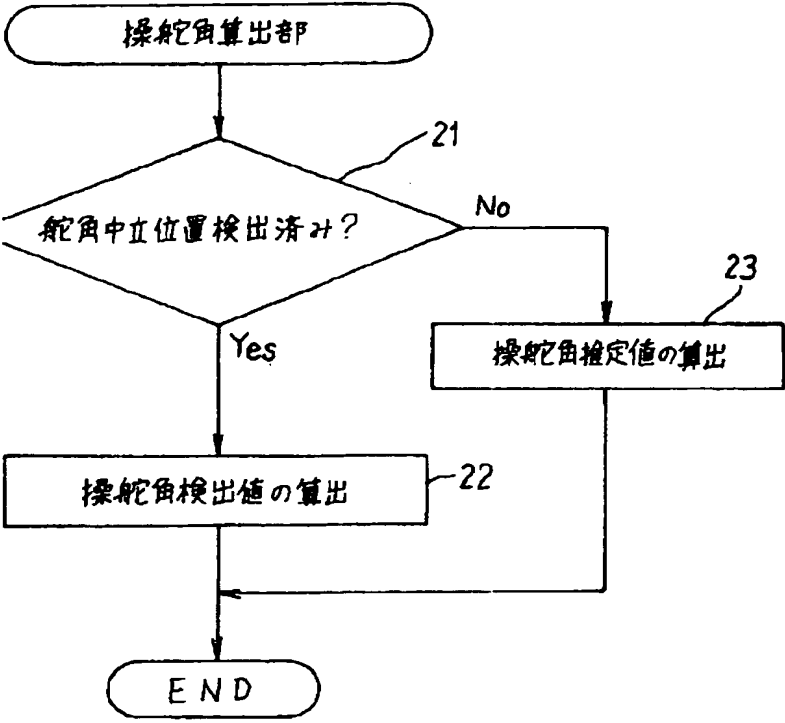 操舵角算出部
21
舵角中立位置検出済み?
No
23
Yes
操舵角推定値の算出
操舵角検出値の算出
22
END